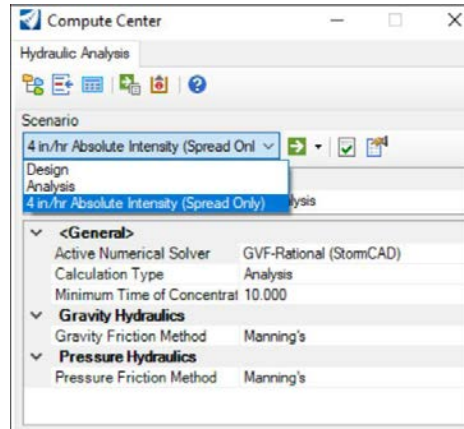 Compute Center
Hydraulic Analysis
Scenario
4 in/hr Absolute Intensity (Spread Onl
Design
Analysis
4 in/hr Absolute Intensity (Spread Only)
lysis
<General>
Active Numerical Solver GVF-Rational (StormCAD)
Calculation Type Analysis
Minimum Time of Concentrat 10.000
Gravity Hydraulics
Gravity Friction Method Manning's
Pressure Hydraulics
Pressure Friction Method Manning's